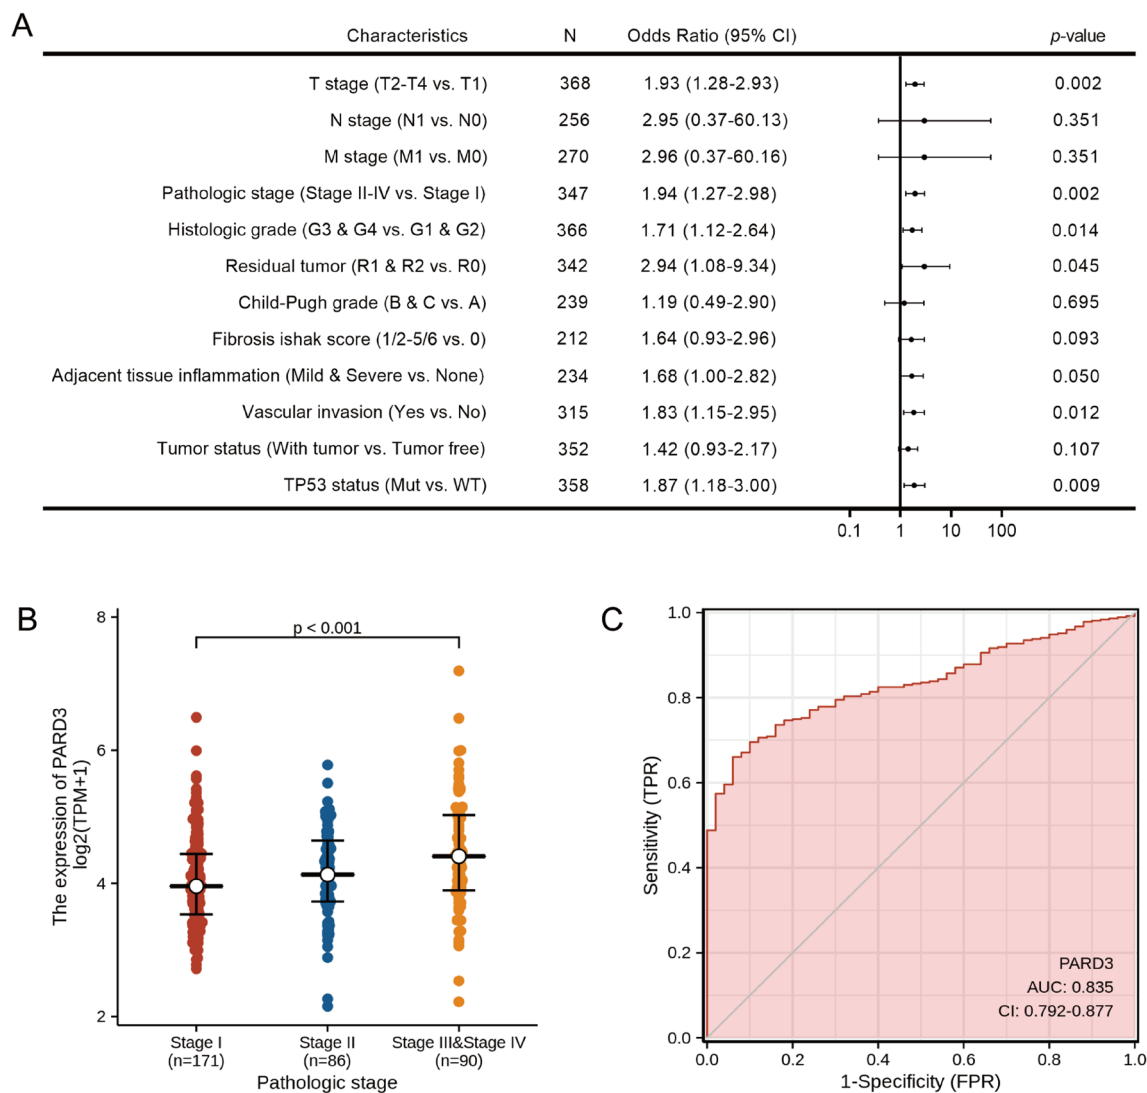 A
Characteristics N Odds Ratio (95% CI) p-value
T stage (T2-T4 vs. T1) 368 1.93 (1.28-2.93) 0.002
N stage (N1 vs. N0) 256 2.95 (0.37-60.13) 0.351
M stage (M1 vs. M0) 270 2.96 (0.37-60.16) 0.351
Pathologic stage (Stage II-IV vs. Stage I) 347 1.94 (1.27-2.98) 0.002
Histologic grade (G3 & G4 vs. G1 & G2) 366 1.71 (1.12-2.64) 0.014
Residual tumor (R1 & R2 vs. R0) 342 2.94 (1.08-9.34) 0.045
Child-Pugh grade (B & C vs. A) 239 1.19 (0.49-2.90) 0.695
Fibrosis ishak score (1/2-5/6 vs. 0) 212 1.64 (0.93-2.96) 0.093
Adjacent tissue inflammation (Mild & Severe vs. None) 234 1.68 (1.00-2.82) 0.050
Vascular invasion (Yes vs. No) 315 1.83 (1.15-2.95) 0.012
Tumor status (With tumor vs. Tumor free) 352 1.42 (0.93-2.17) 0.107
TP53 status (Mut vs. WT) 358 1.87 (1.18-3.00) 0.009
0.1 1 10 100
B
The expression of PARD3
log2(TPM+1)
8
6
4
2
p < 0.001
Stage I Stage II Stage III&Stage IV
(n=171) (n=86) (n=90)
Pathologic stage
C
Sensitivity (TPR)
1.0
0.8
0.6
0.4
0.2
0.0
PARD3
AUC: 0.835
CI: 0.792-0.877
0.0 0.2 0.4 0.6 0.8 1.0
1-Specificity (FPR)